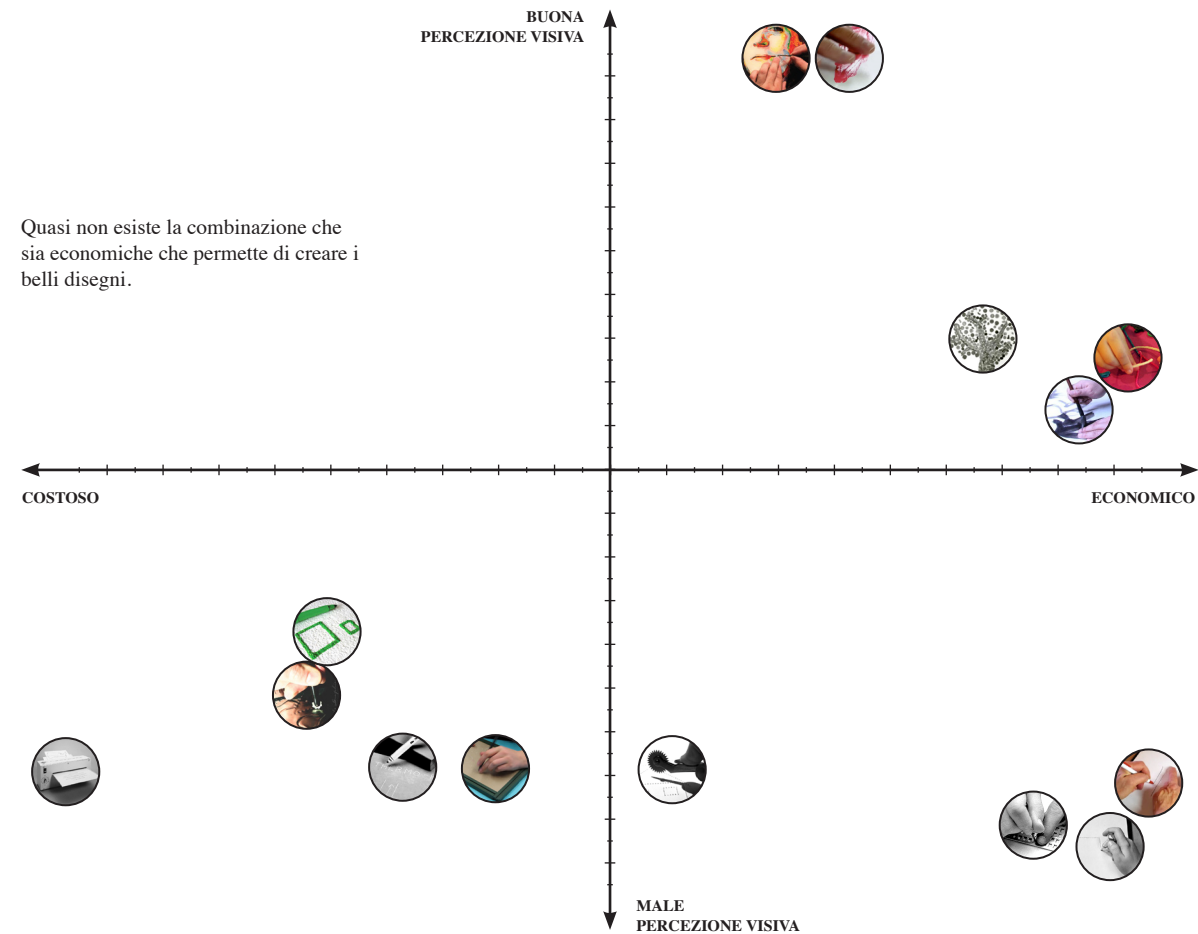 BUONA
PERCEZIONE VISIVA
Quasi non esiste la combinazione che
sia economiche che permette di creare i
belli disegni.
COSTOSO
ECONOMICO
MALE
PERCEZIONE VISIVA